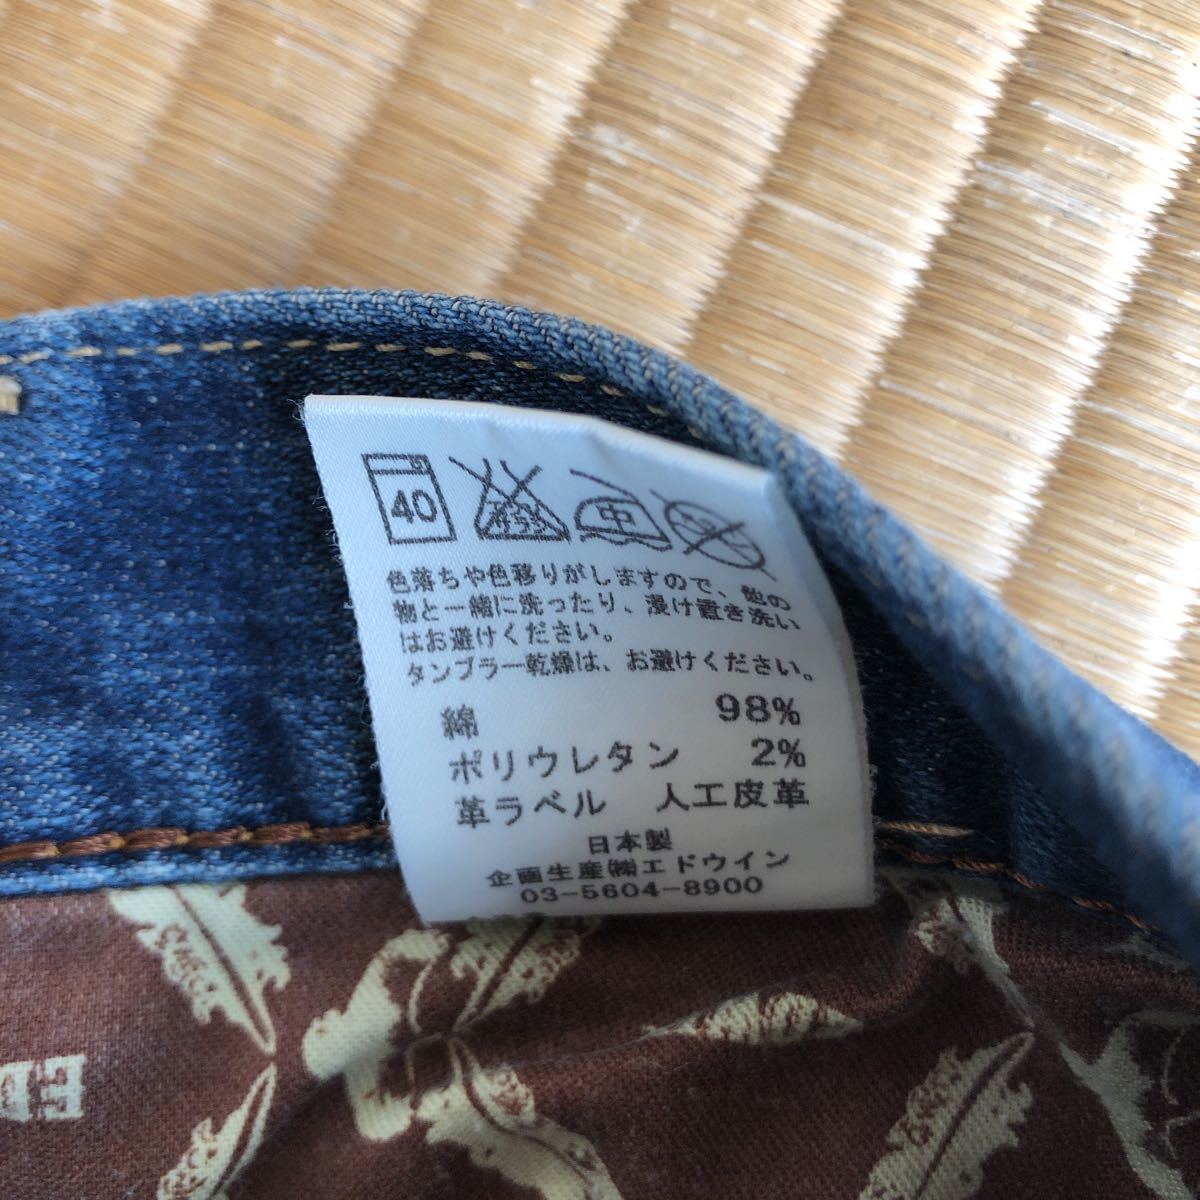 40
中
色落ちや色移りがしますので、他の
物と一緒に洗ったり、浸け置き洗い
はお避けください。
タンブラー乾燥は、お避けください。
綿 98%
ポリウレタン 2%
革ラベル 人工皮革
日本製
企画生産㈱エドウイン
03-5604-8900